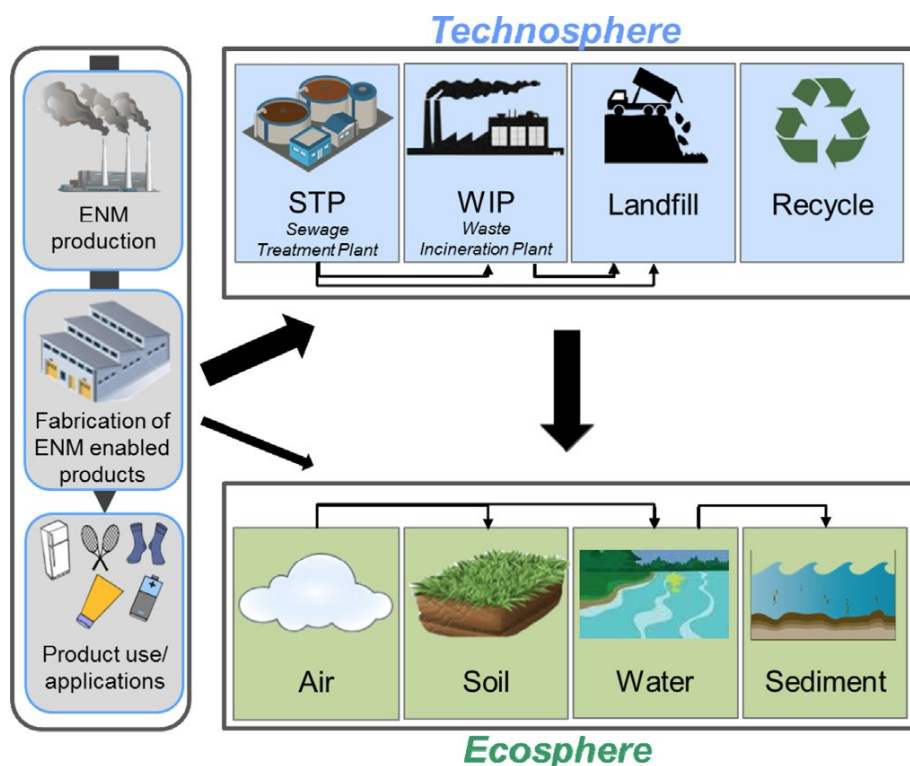 Technosphere
ENM
production
Fabrication of
ENM enabled
products
Product use/
applications
STP
Sewage
Treatment Plant
WIP
Waste
Incineration Plant
Landfill
Recycle
Air
Soil
Water
Sediment
Ecosphere